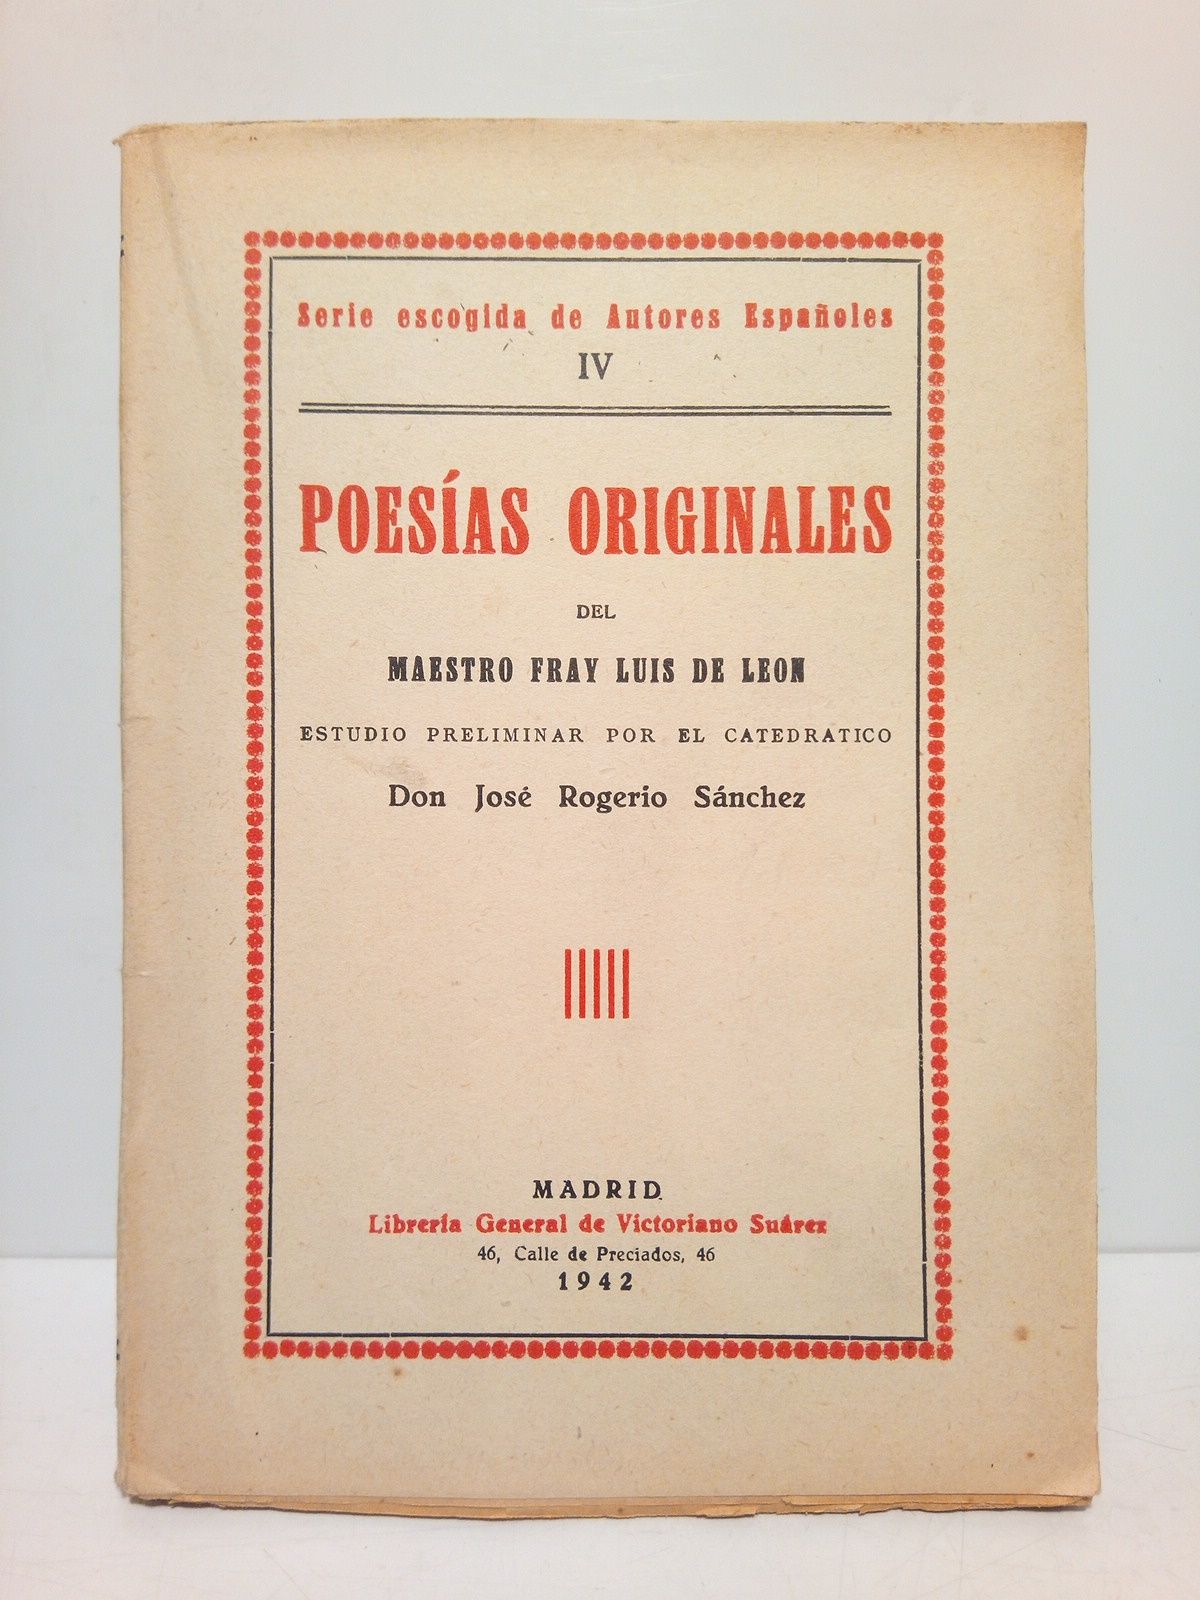 Serie escogida de Autores Españoles
IV
POESÍAS ORIGINALES
DEL
MAESTRO FRAY LUIS DE LEON
ESTUDIO PRELIMINAR POR EL CATEDRATICO
Don José Rogerio Sánchez
MADRID
Librería General de Victoriano Suárez
46, Calle de Preciados, 46
1942